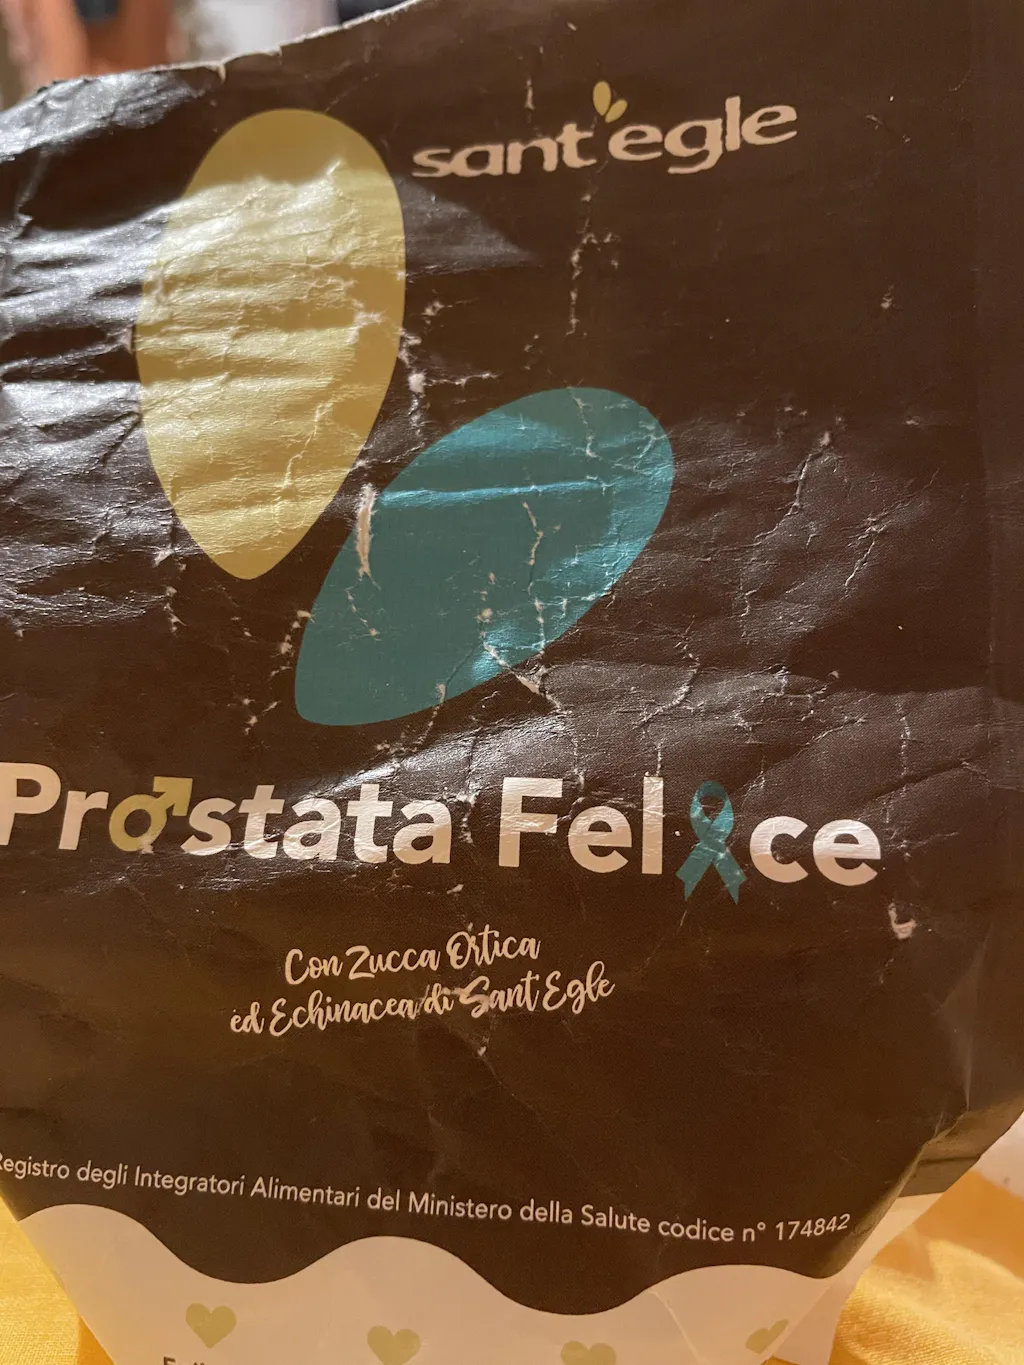 sant'egle
Prostata Felice
Con Zucca Ortica
ed Echinacea di Sant'Egle
Registro degli Integratori Alimentari del Ministero della Salute codice n° 174842